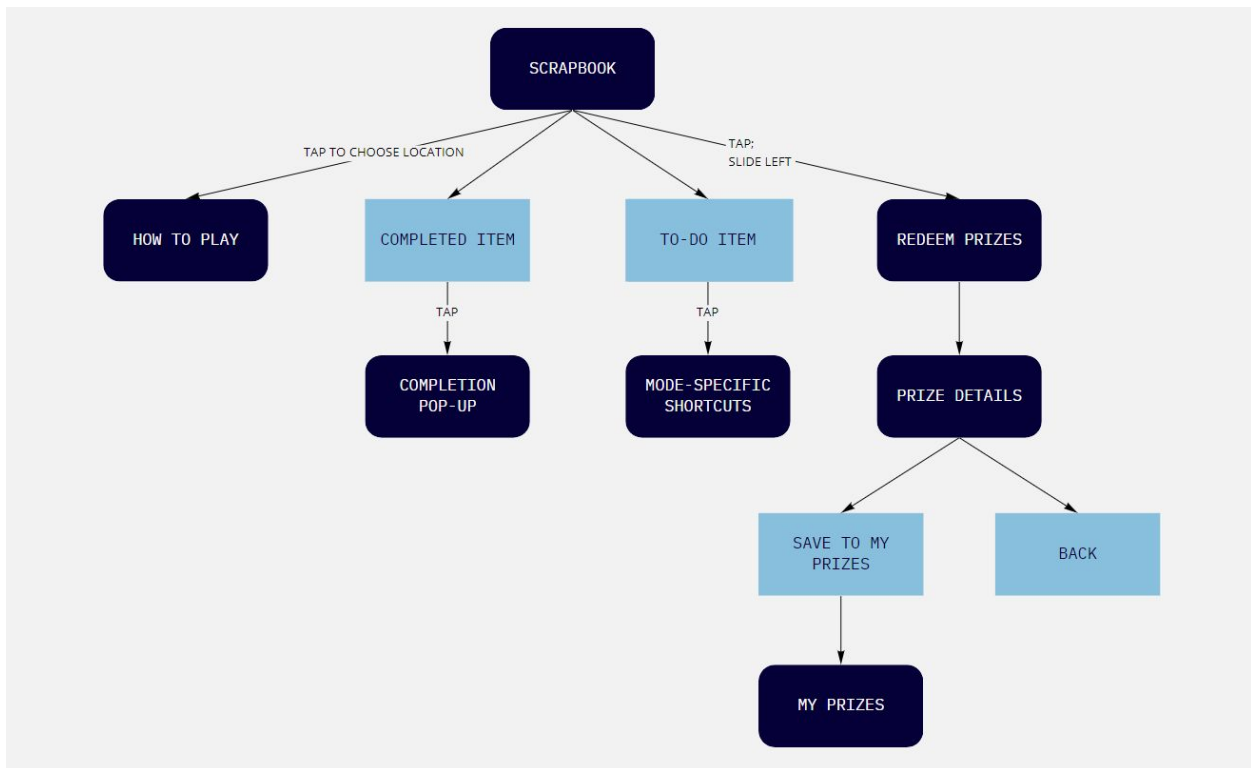 SCRAPBOOK
TAP TO CHOOSE LOCATION
TAP;
SLIDE LEFT
HOW TO PLAY
COMPLETED ITEM
TO-DO ITEM
REDEEM PRIZES
TAP
TAP
COMPLETION
POP-UP
MODE-SPECIFIC
SHORTCUTS
PRIZE DETAILS
SAVE TO MY
PRIZES
BACK
MY PRIZES